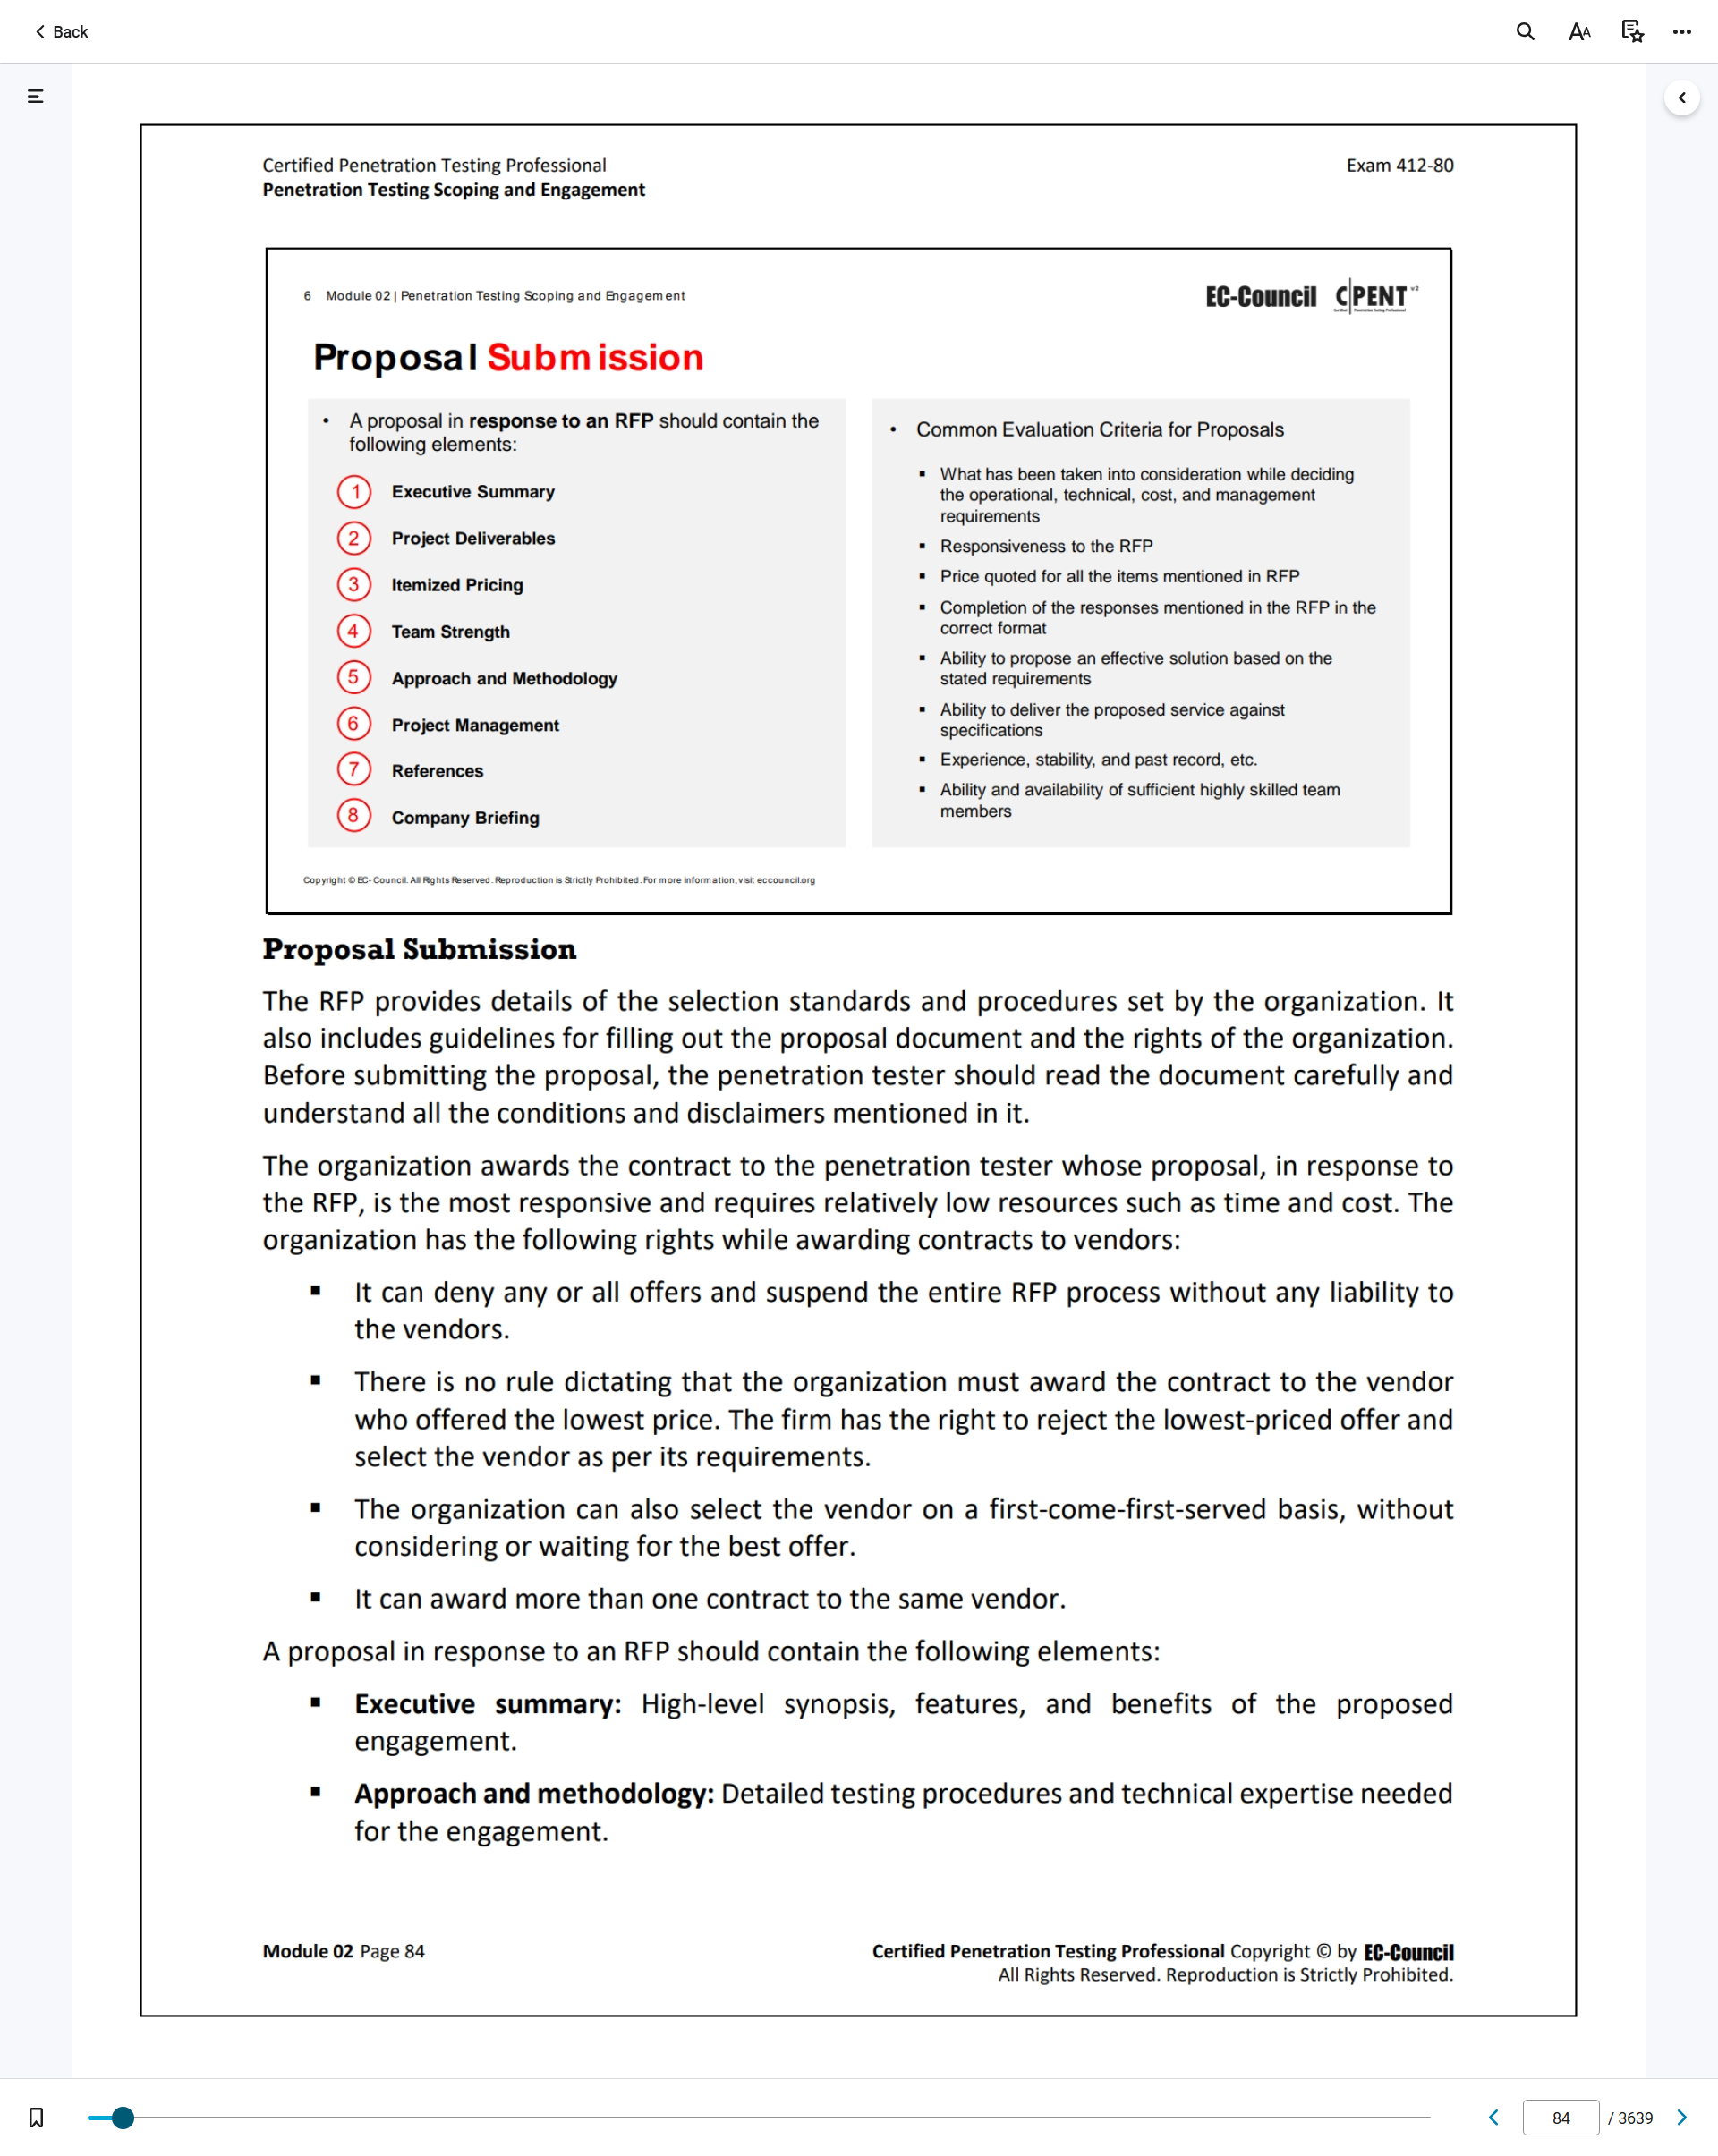 Back
Certified Penetration Testing Professional
Exam 412-80
Penetration Testing Scoping and Engagement
6 Module 02 | Penetration Testing Scoping and Engagement
EC-Council C|PENT v2
Proposal Submission
• A proposal in response to an RFP should contain the
following elements:
1 Executive Summary
2 Project Deliverables
3 Itemized Pricing
4 Team Strength
5 Approach and Methodology
6 Project Management
7 References
8 Company Briefing
• Common Evaluation Criteria for Proposals
▪ What has been taken into consideration while deciding
the operational, technical, cost, and management
requirements
▪ Responsiveness to the RFP
▪ Price quoted for all the items mentioned in RFP
▪ Completion of the responses mentioned in the RFP in the
correct format
▪ Ability to propose an effective solution based on the
stated requirements
▪ Ability to deliver the proposed service against
specifications
▪ Experience, stability, and past record, etc.
▪ Ability and availability of sufficient highly skilled team
members
Copyright © EC-Council. All Rights Reserved. Reproduction is Strictly Prohibited. For more information, visit eccouncil.org
Proposal Submission
The RFP provides details of the selection standards and procedures set by the organization. It
also includes guidelines for filling out the proposal document and the rights of the organization.
Before submitting the proposal, the penetration tester should read the document carefully and
understand all the conditions and disclaimers mentioned in it.
The organization awards the contract to the penetration tester whose proposal, in response to
the RFP, is the most responsive and requires relatively low resources such as time and cost. The
organization has the following rights while awarding contracts to vendors:
▪ It can deny any or all offers and suspend the entire RFP process without any liability to
the vendors.
▪ There is no rule dictating that the organization must award the contract to the vendor
who offered the lowest price. The firm has the right to reject the lowest-priced offer and
select the vendor as per its requirements.
▪ The organization can also select the vendor on a first-come-first-served basis, without
considering or waiting for the best offer.
▪ It can award more than one contract to the same vendor.
A proposal in response to an RFP should contain the following elements:
▪ Executive summary: High-level synopsis, features, and benefits of the proposed
engagement.
▪ Approach and methodology: Detailed testing procedures and technical expertise needed
for the engagement.
Module 02 Page 84
Certified Penetration Testing Professional Copyright © by EC-Council
All Rights Reserved. Reproduction is Strictly Prohibited.
84 / 3639